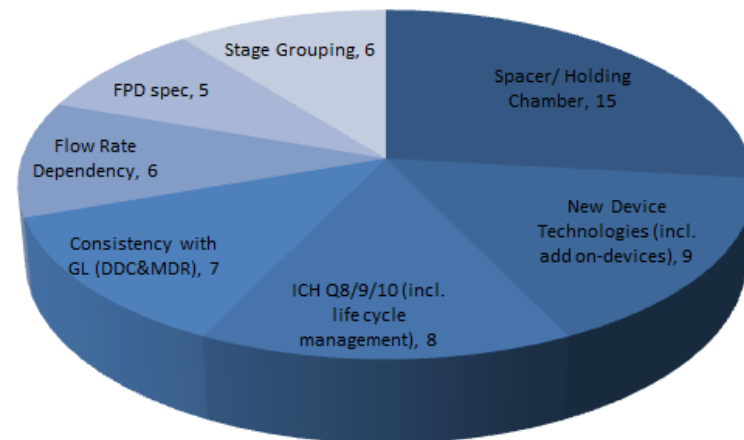 Stage Grouping, 6
Spacer/ Holding
Chamber, 15
FPD spec, 5
Flow Rate
Dependency, 6
New Device
Technologies (incl.
add on-devices), 9
Consistency with
GL (DDC&MDR), 7
ICH Q8/9/10 (incl.
life cycle
management), 8